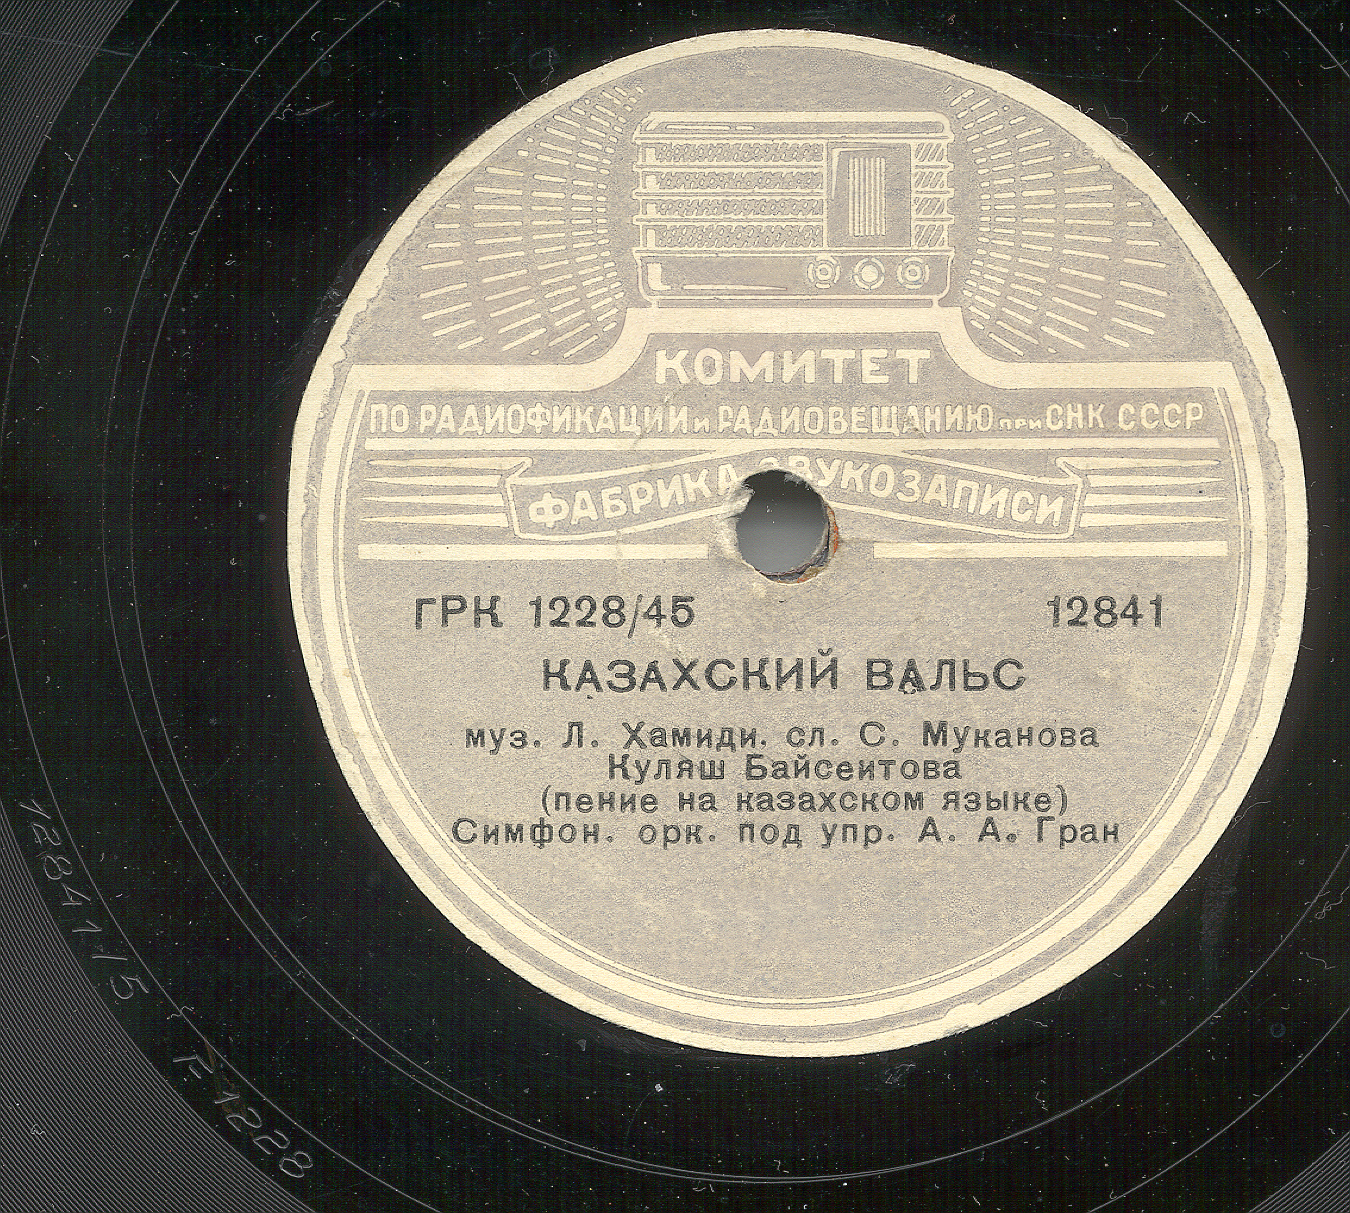 КОМИТЕТ
ПО РАДИОФИКАЦИИ и РАДИОВЕЩАНИЮ при СНК СССР
ФАБРИКА ЗВУКОЗАПИСИ
ГРК 1228/45 12841
КАЗАХСКИЙ ВАЛЬС
муз. Л. Хамиди. сл. С. Муканова
Куляш Байсеитова
(пение на казахском языке)
Симфон. орк. под упр. А. А. Гран
12841/5
Г-1228